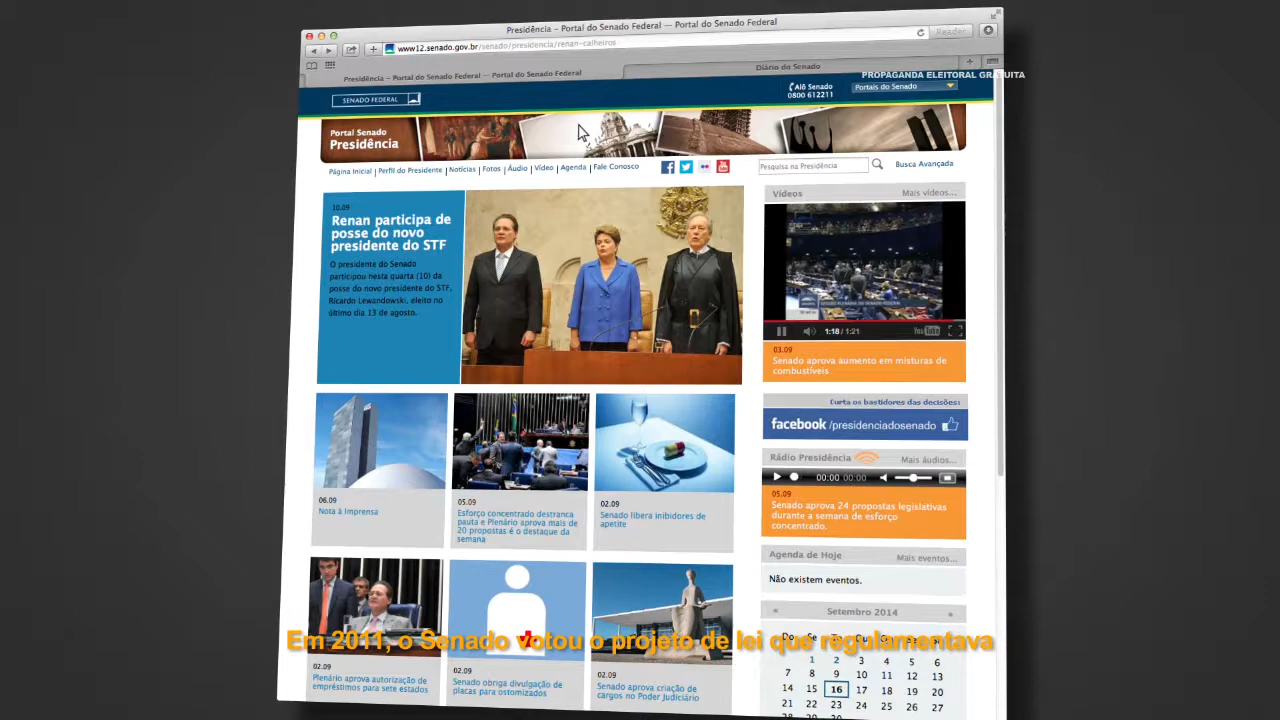 Presidência – Portal do Senado Federal — Portal do Senado Federal
www12.senado.gov.br/senado/presidencia/renan-calheiros
Reader
Presidência – Portal do Senado Federal — Portal do Senado Federal
Diário do Senado
PROPAGANDA ELEITORAL GRATUITA
SENADO FEDERAL
Alô Senado
0800 612211
Portais do Senado
Portal Senado
Presidência
Página Inicial | Perfil do Presidente | Notícias | Fotos | Áudio | Vídeo | Agenda | Fale Conosco
Pesquisa na Presidência
Busca Avançada
10.09
Renan participa de
posse do novo
presidente do STF
O presidente do Senado
participou nesta quarta (10) da
posse do novo presidente do STF,
Ricardo Lewandowski, eleito no
último dia 13 de agosto.
Vídeos
Mais vídeos...
1:18 / 1:21
YouTube
03.09
Senado aprova aumento em misturas de
combustíveis
Curta os bastidores das decisões:
facebook/presidenciadosenado
Rádio Presidência
Mais áudios...
00:00 00:00
05.09
Senado aprova 24 propostas legislativas
durante a semana de esforço
concentrado.
06.09
Nota à Imprensa
05.09
Esforço concentrado destranca
pauta e Plenário aprova mais de
20 propostas é o destaque da
semana
02.09
Senado libera inibidores de
apetite
Agenda de Hoje
Mais eventos...
Não existem eventos.
« Setembro 2014 »
1 2 3 4 5 6
7 8 9 10 11 12 13
14 15 16 17 18 19 20
21 22 23 24 25 26 27
28 29 30
Em 2011, o Senado votou o projeto de lei que regulamentava
02.09
Plenário aprova autorização de
empréstimos para sete estados
02.09
Senado obriga divulgação de
placas para ostomizados
02.09
Senado aprova criação de
cargos no Poder Judiciário